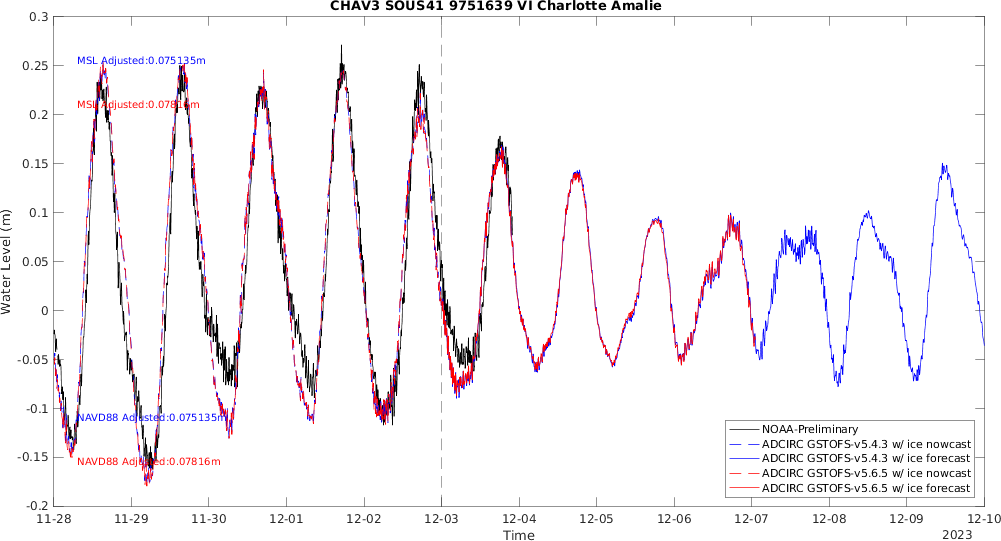 CHAV3 SOUS41 9751639 VI Charlotte Amalie
0.3
0.25
0.2
0.15
0.1
0.05
0
-0.05
-0.1
-0.15
-0.2
Water Level (m)
MSL Adjusted:0.075135m
MSL Adjusted:0.07816m
NAVD88 Adjusted:0.075135m
NAVD88 Adjusted:0.07816m
NOAA-Preliminary
ADCIRC GSTOFS-v5.4.3 w/ ice nowcast
ADCIRC GSTOFS-v5.4.3 w/ ice forecast
ADCIRC GSTOFS-v5.6.5 w/ ice nowcast
ADCIRC GSTOFS-v5.6.5 w/ ice forecast
11-28 11-29 11-30 12-01 12-02 12-03 12-04 12-05 12-06 12-07 12-08 12-09 12-10
Time
2023